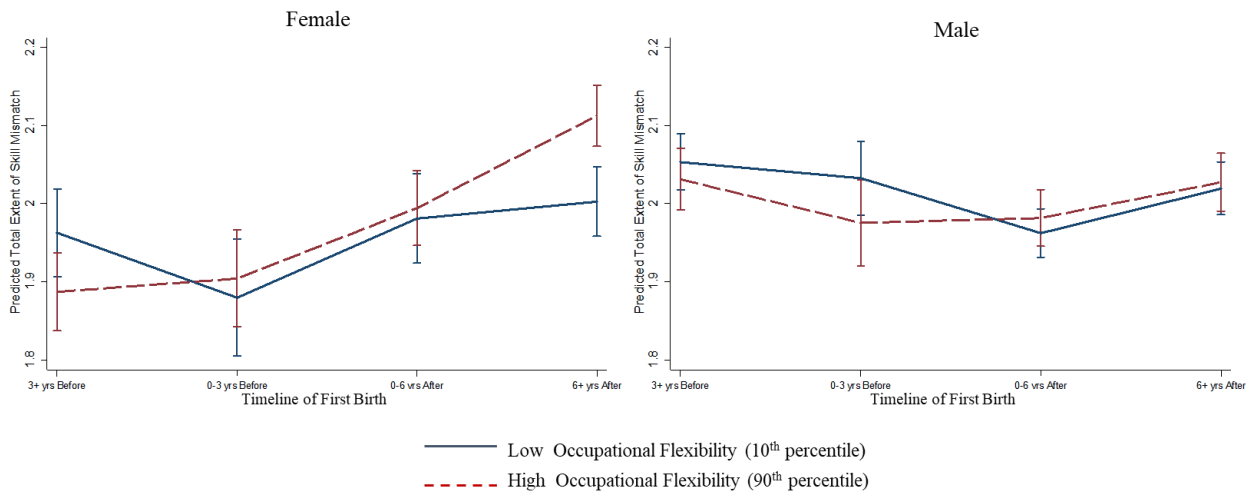 Female
Male
Predicted Total Extent of Skill Mismatch
2.2
2.1
2
1.9
1.8
3+ yrs Before
0-3 yrs Before
0-6 yrs After
6+ yrs After
Timeline of First Birth
Predicted Total Extent of Skill Mismatch
2.2
2.1
2
1.9
1.8
3+ yrs Before
0-3 yrs Before
0-6 yrs After
6+ yrs After
Timeline of First Birth
Low Occupational Flexibility (10th percentile)
High Occupational Flexibility (90th percentile)